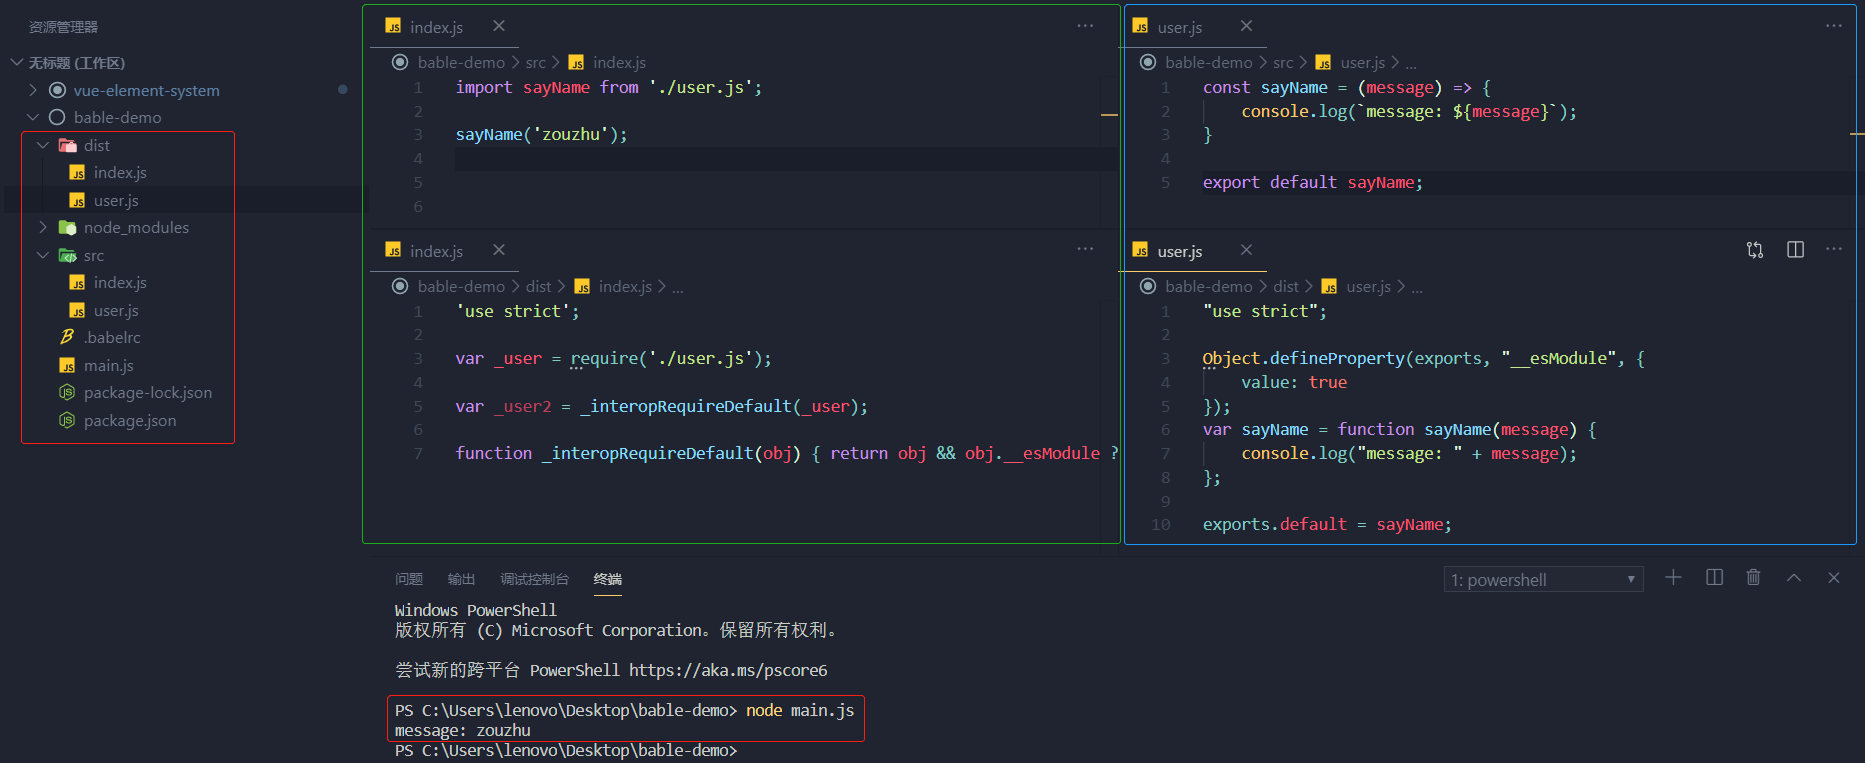 资源管理器
无标题 (工作区)
vue-element-system
bable-demo
dist
index.js
user.js
node_modules
src
index.js
user.js
.babelrc
main.js
package-lock.json
package.json
index.js
bable-demo > src > index.js
1 import sayName from './user.js';
2
3 sayName('zouzhu');
4
5
6
user.js
bable-demo > src > user.js > ...
1 const sayName = (message) => {
2 console.log(`message: ${message}`);
3 }
4
5 export default sayName;
index.js
bable-demo > dist > index.js > ...
1 'use strict';
2
3 var _user = require('./user.js');
4
5 var _user2 = _interopRequireDefault(_user);
6
7 function _interopRequireDefault(obj) { return obj && obj.__esModule ?
user.js
bable-demo > dist > user.js > ...
1 "use strict";
2
3 Object.defineProperty(exports, "__esModule", {
4 value: true
5 });
6 var sayName = function sayName(message) {
7 console.log("message: " + message);
8 };
9
10 exports.default = sayName;
问题 输出 调试控制台 终端
1: powershell
Windows PowerShell
版权所有 (C) Microsoft Corporation。保留所有权利。
尝试新的跨平台 PowerShell https://aka.ms/pscore6
PS C:\Users\lenovo\Desktop\bable-demo> node main.js
message: zouzhu
PS C:\Users\lenovo\Desktop\bable-demo>